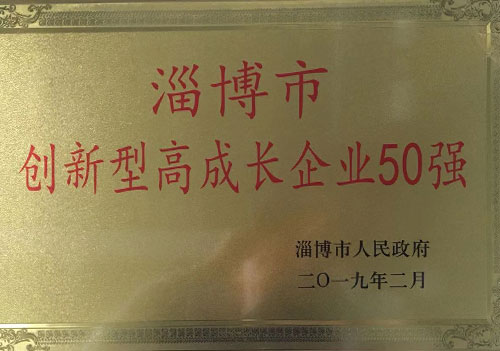 淄博市
创新型高成长企业50强
淄博市人民政府
二〇一九年二月